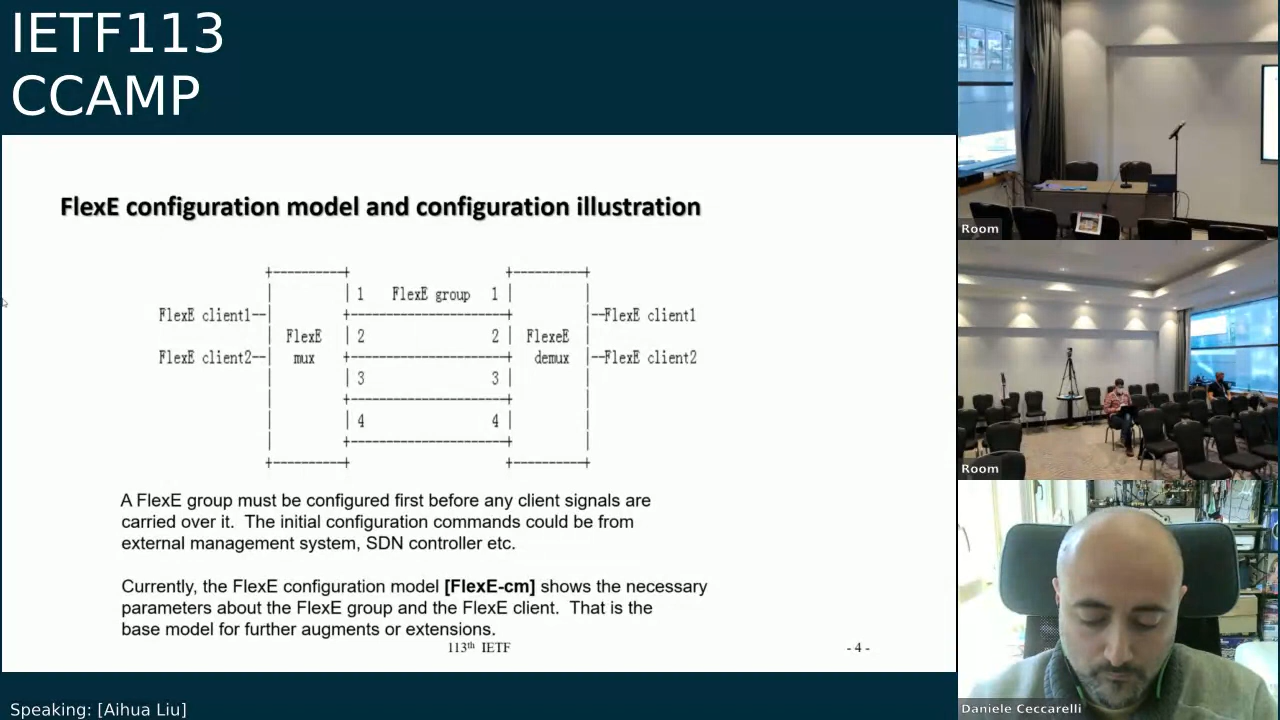 IETF113
CCAMP
FlexE configuration model and configuration illustration
1 FlexE group 1
FlexE client1-- --FlexE client1
FlexE 2 2 FlexeE
FlexE client2-- mux demux --FlexE client2
3 3
4 4
A FlexE group must be configured first before any client signals are
carried over it. The initial configuration commands could be from
external management system, SDN controller etc.
Currently, the FlexE configuration model [FlexE-cm] shows the necessary
parameters about the FlexE group and the FlexE client. That is the
base model for further augments or extensions.
113th IETF
- 4 -
Speaking: [Aihua Liu]
Room
Room
Daniele Ceccarelli